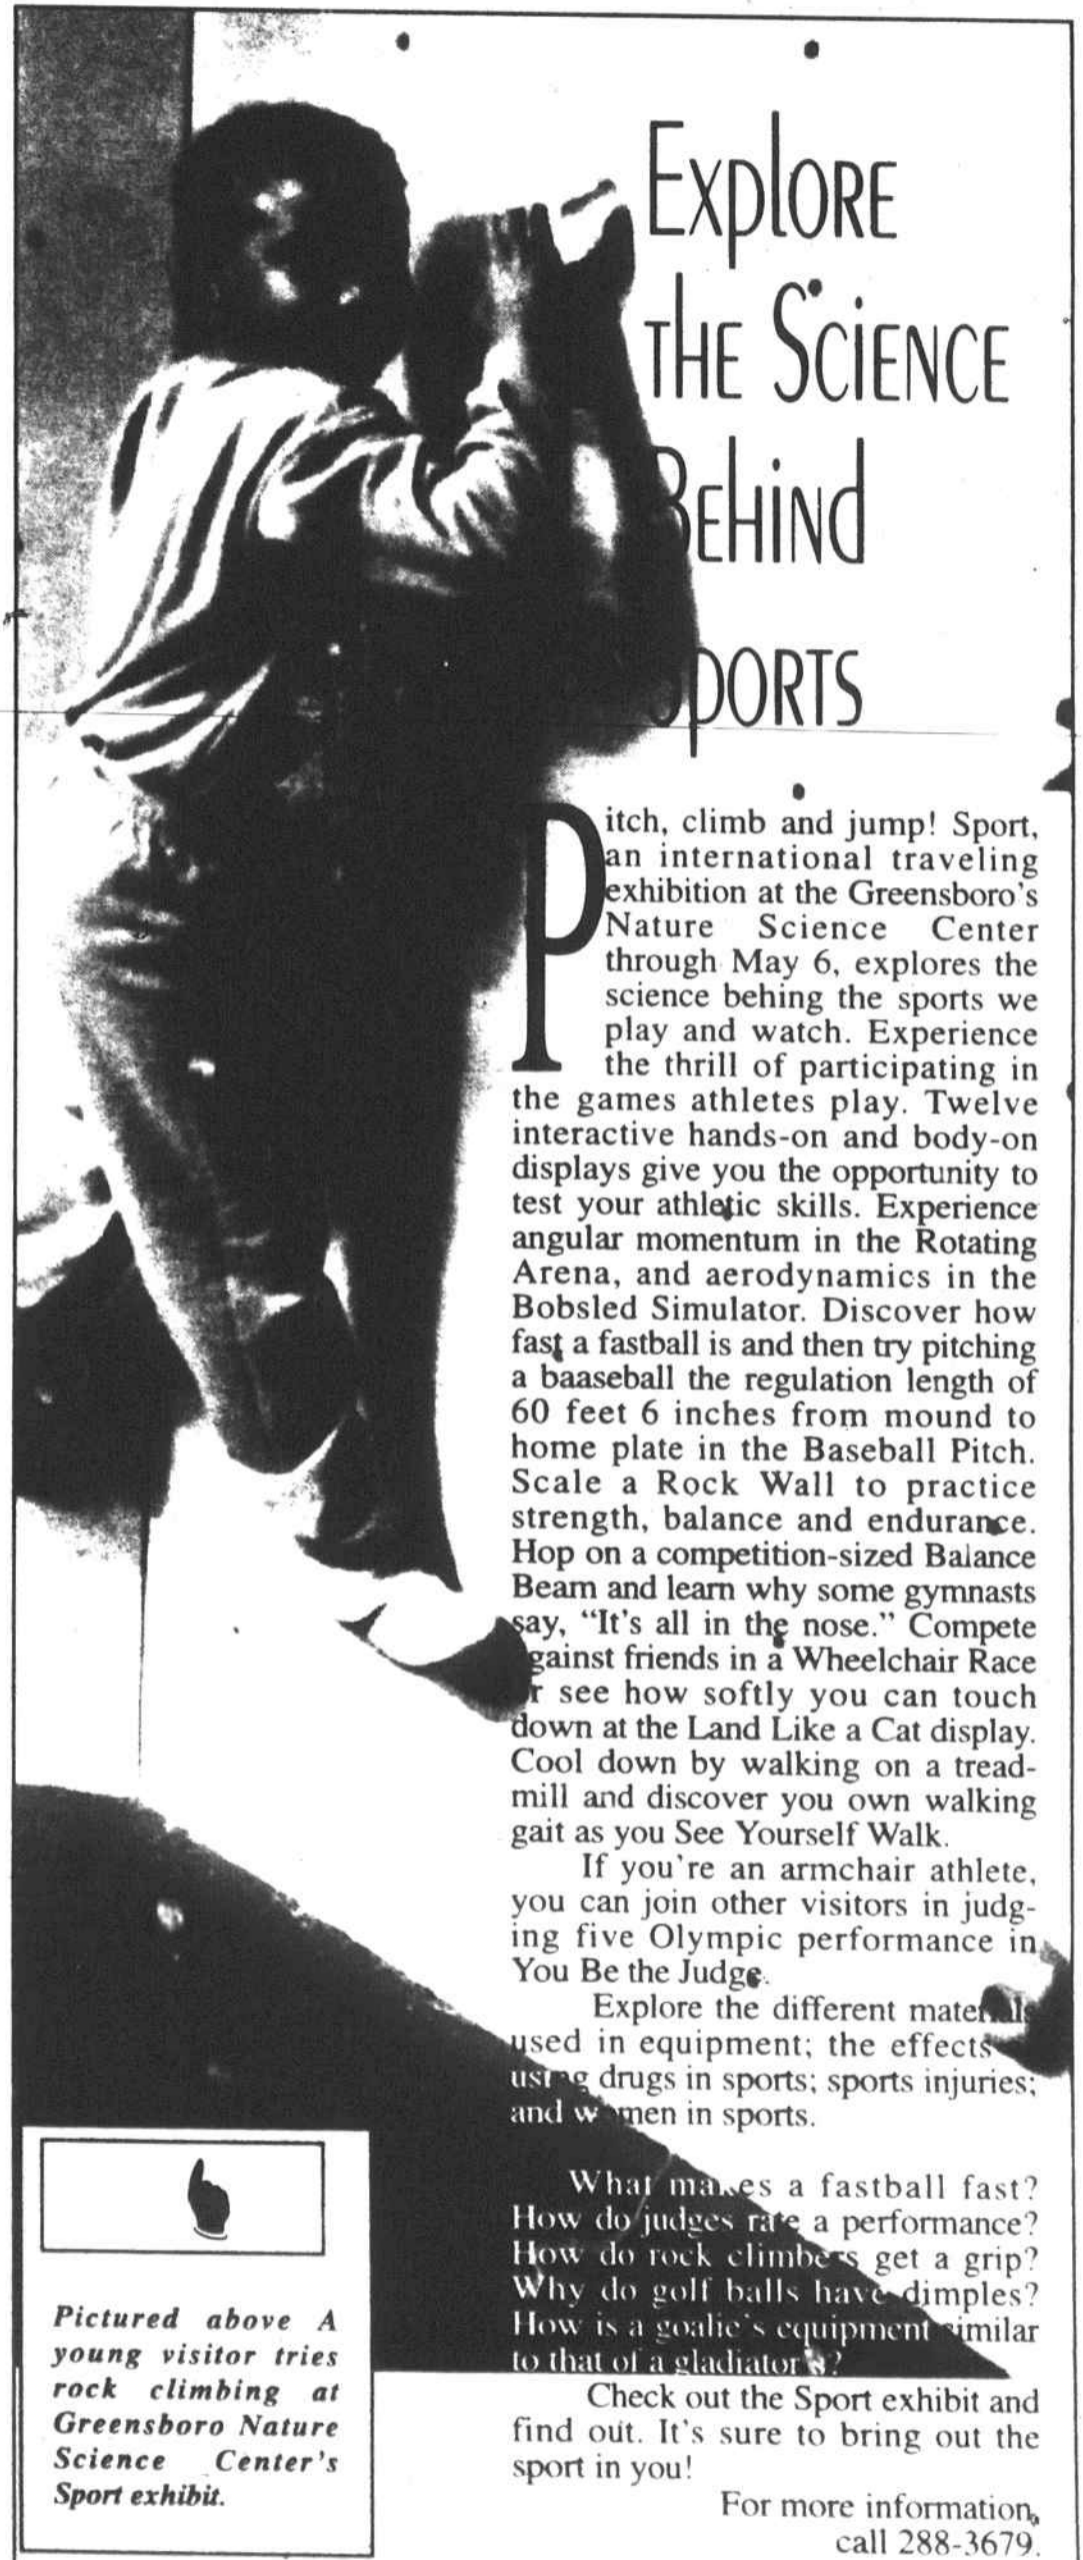 Explore
the Science
Behind
Sports
Pitch, climb and jump! Sport,
an international traveling
exhibition at the Greensboro's
Nature Science Center
through May 6, explores the
science behing the sports we
play and watch. Experience
the thrill of participating in
the games athletes play. Twelve
interactive hands-on and body-on
displays give you the opportunity to
test your athletic skills. Experience
angular momentum in the Rotating
Arena, and aerodynamics in the
Bobsled Simulator. Discover how
fast a fastball is and then try pitching
a baaseball the regulation length of
60 feet 6 inches from mound to
home plate in the Baseball Pitch.
Scale a Rock Wall to practice
strength, balance and endurance.
Hop on a competition-sized Balance
Beam and learn why some gymnasts
say, “It's all in the nose.” Compete
against friends in a Wheelchair Race
or see how softly you can touch
down at the Land Like a Cat display.
Cool down by walking on a tread-
mill and discover you own walking
gait as you See Yourself Walk.
If you're an armchair athlete,
you can join other visitors in judg-
ing five Olympic performance in
You Be the Judge.
Explore the different materials
used in equipment; the effects
using drugs in sports; sports injuries;
and women in sports.
What makes a fastball fast?
How do judges rate a performance?
How do rock climbers get a grip?
Why do golf balls have dimples?
How is a goalie's equipment similar
to that of a gladiator's?
Check out the Sport exhibit and
find out. It's sure to bring out the
sport in you!
For more information,
call 288-3679.
Pictured above A
young visitor tries
rock climbing at
Greensboro Nature
Science Center's
Sport exhibit.